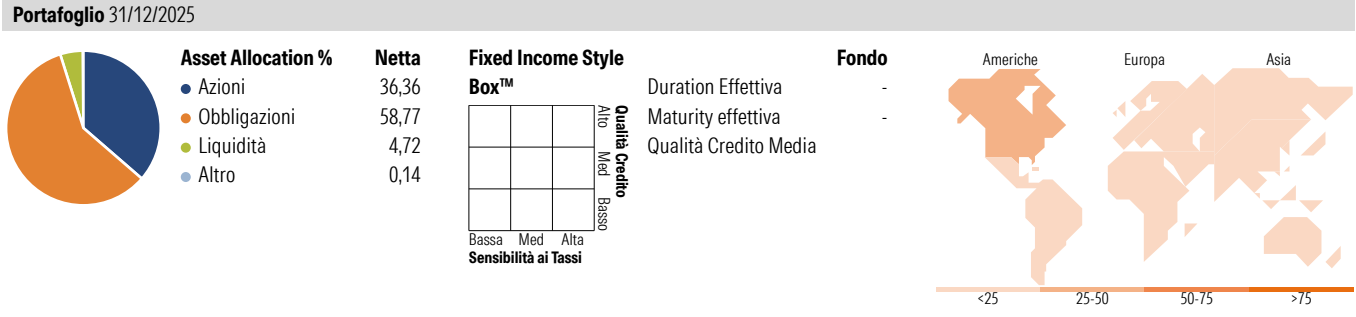 Portafoglio 31/12/2025
Asset Allocation % Netta
Azioni 36,36
Obbligazioni 58,77
Liquidità 4,72
Altro 0,14
Fixed Income Style
Box™
Alto
Med
Basso
Qualità Credito
Bassa Med Alta
Sensibilità ai Tassi
Fondo
Duration Effettiva -
Maturity effettiva -
Qualità Credito Media
Americhe Europa Asia
<25 25-50 50-75 >75